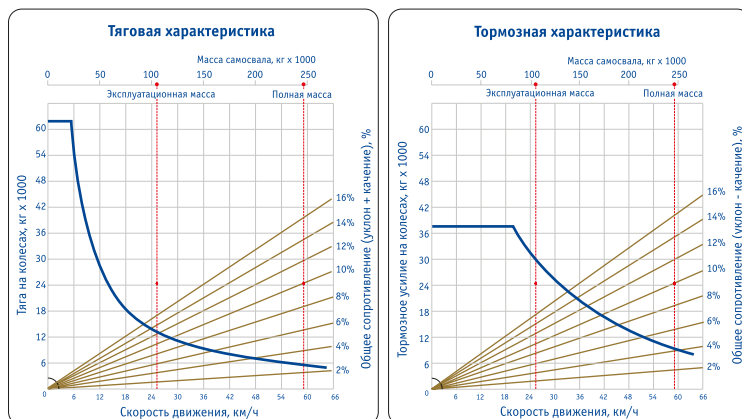 Тяговая характеристика
Масса самосвала, кг x 1000
0 50 100 150 200 250
Эксплуатационная масса Полная масса
Тяга на колесах, кг x 1000
60
54
48
42
36
30
24
18
12
6
0
16%
14%
12%
10%
8%
6%
4%
2%
Общее сопротивление (уклон + качение), %
6 12 18 24 30 36 42 48 54 60 66
Скорость движения, км/ч
Тормозная характеристика
Масса самосвала, кг x 1000
0 50 100 150 200 250
Эксплуатационная масса Полная масса
Тормозное усилие на колесах, кг x 1000
60
54
48
42
36
30
24
18
12
6
0
16%
14%
12%
10%
8%
6%
4%
2%
Общее сопротивление (уклон - качение), %
6 12 18 24 30 36 42 48 54 60 66
Скорость движения, км/ч